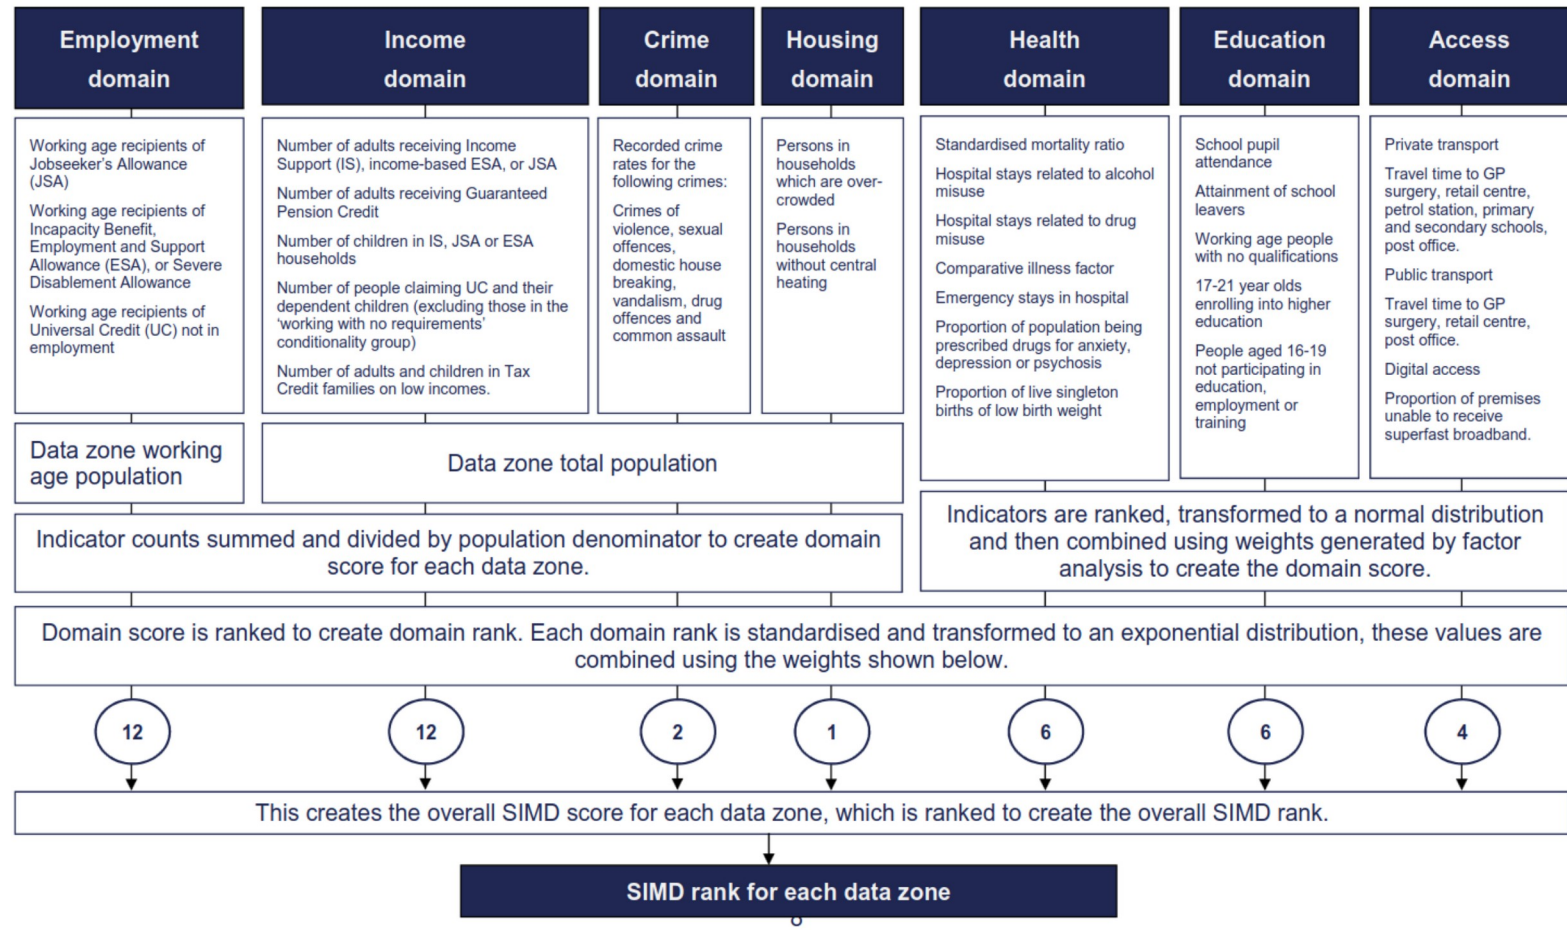 Employment
domain
Income
domain
Crime
domain
Housing
domain
Health
domain
Education
domain
Access
domain
Working age recipients of
Jobseeker's Allowance
(JSA)
Working age recipients of
Incapacity Benefit,
Employment and Support
Allowance (ESA), or Severe
Disablement Allowance
Working age recipients of
Universal Credit (UC) not in
employment
Number of adults receiving Income
Support (IS), income-based ESA, or JSA
Number of adults receiving Guaranteed
Pension Credit
Number of children in IS, JSA or ESA
households
Number of people claiming UC and their
dependent children (excluding those in the
‘working with no requirements’
conditionality group)
Number of adults and children in Tax
Credit families on low incomes.
Recorded crime
rates for the
following crimes:
Crimes of
violence, sexual
offences,
domestic house
breaking,
vandalism, drug
offences and
common assault
Persons in
households
which are over-
crowded
Persons in
households
without central
heating
Standardised mortality ratio
Hospital stays related to alcohol
misuse
Hospital stays related to drug
misuse
Comparative illness factor
Emergency stays in hospital
Proportion of population being
prescribed drugs for anxiety,
depression or psychosis
Proportion of live singleton
births of low birth weight
School pupil
attendance
Attainment of school
leavers
Working age people
with no qualifications
17-21 year olds
enrolling into higher
education
People aged 16-19
not participating in
education,
employment or
training
Private transport
Travel time to GP
surgery, retail centre,
petrol station, primary
and secondary schools,
post office.
Public transport
Travel time to GP
surgery, retail centre,
post office.
Digital access
Proportion of premises
unable to receive
superfast broadband.
Data zone working
age population
Data zone total population
Indicator counts summed and divided by population denominator to create domain
score for each data zone.
Indicators are ranked, transformed to a normal distribution
and then combined using weights generated by factor
analysis to create the domain score.
Domain score is ranked to create domain rank. Each domain rank is standardised and transformed to an exponential distribution, these values are
combined using the weights shown below.
12
12
2
1
6
6
4
This creates the overall SIMD score for each data zone, which is ranked to create the overall SIMD rank.
SIMD rank for each data zone